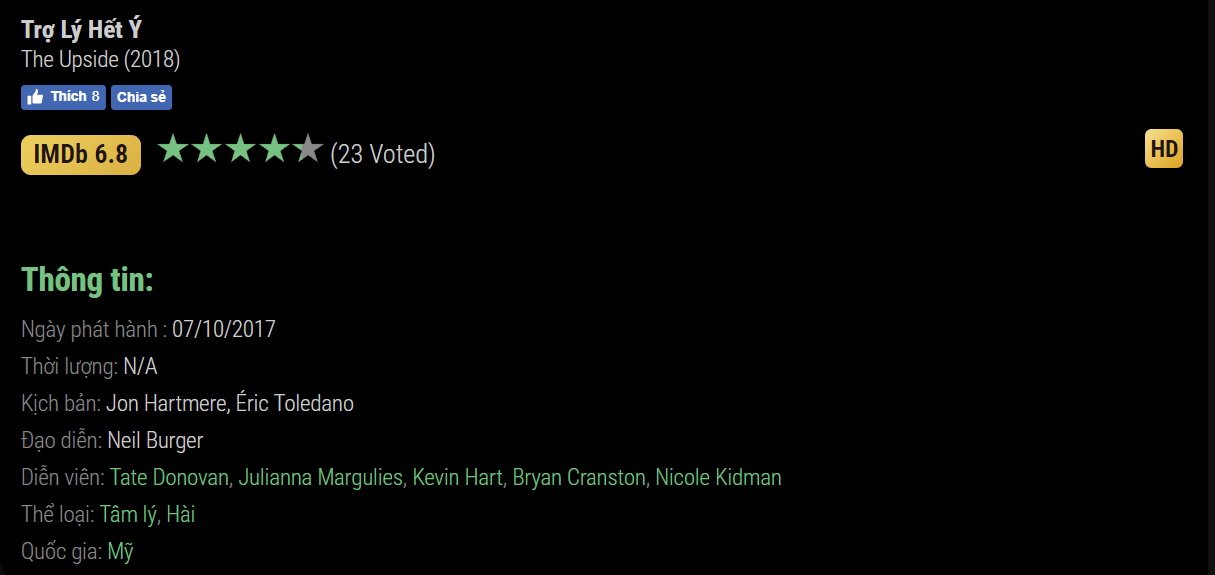 Trợ Lý Hết Ý
The Upside (2018)
Thích 8 Chia sẻ
IMDb 6.8 (23 Voted) HD
Thông tin:
Ngày phát hành : 07/10/2017
Thời lượng: N/A
Kịch bản: Jon Hartmere, Éric Toledano
Đạo diễn: Neil Burger
Diễn viên: Tate Donovan, Julianna Margulies, Kevin Hart, Bryan Cranston, Nicole Kidman
Thể loại: Tâm lý, Hài
Quốc gia: Mỹ